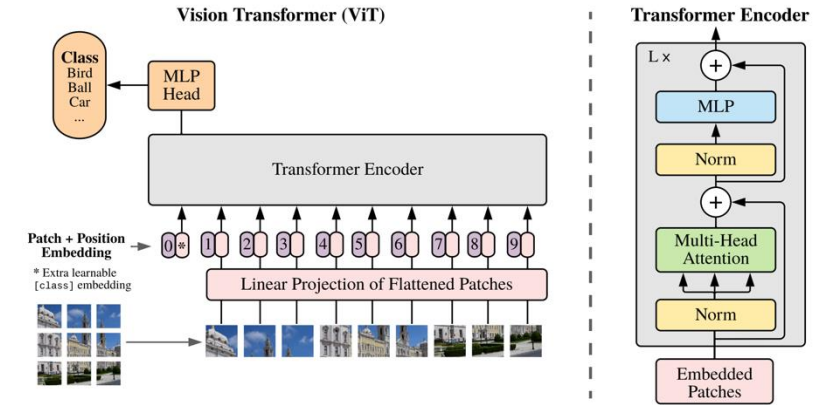 Vision Transformer (ViT)
Class
Bird
Ball
Car
...
MLP
Head
Transformer Encoder
0 * 1 2 3 4 5 6 7 8 9
Patch + Position
Embedding
* Extra learnable
[class] embedding
Linear Projection of Flattened Patches
Transformer Encoder
L ×
+
MLP
Norm
+
Multi-Head
Attention
Norm
Embedded
Patches